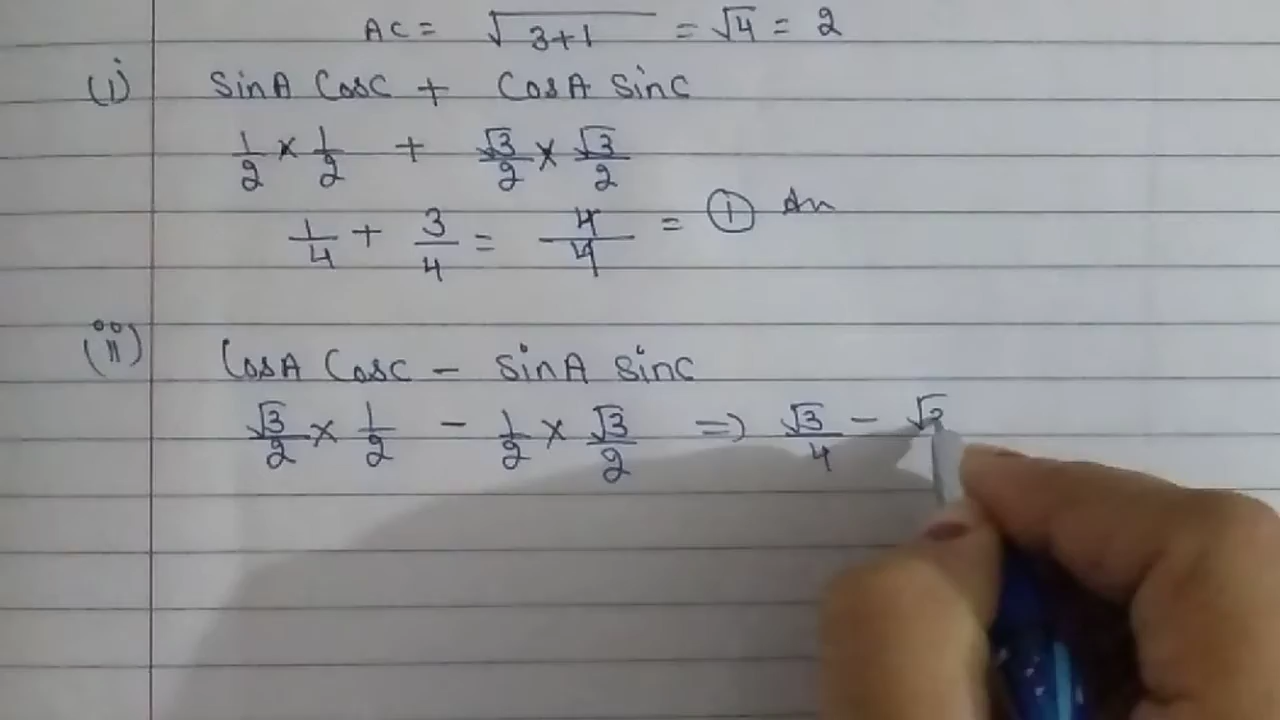 AC = √3+1 = √4 = 2
(i) SinA CosC + CosA SinC
1/2 × 1/2 + √3/2 × √3/2
1/4 + 3/4 = 4/4 = 1 An
(ii) CosA CosC - SinA SinC
√3/2 × 1/2 - 1/2 × √3/2 => √3/4 - √3